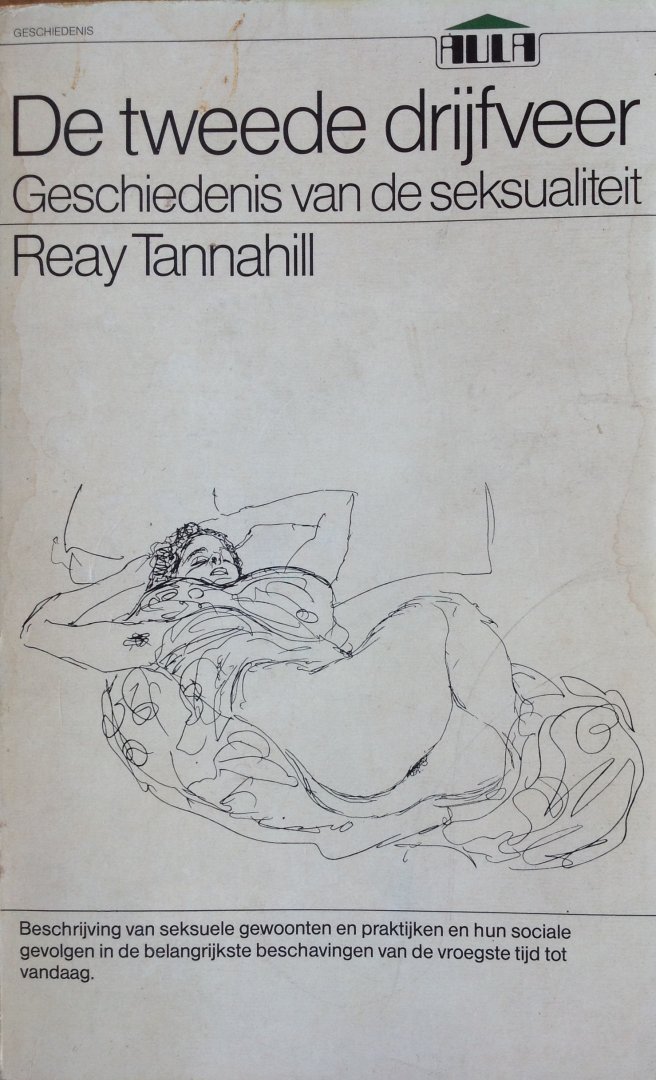 GESCHIEDENIS
AULA
De tweede drijfveer
Geschiedenis van de seksualiteit
Reay Tannahill
Beschrijving van seksuele gewoonten en praktijken en hun sociale
gevolgen in de belangrijkste beschavingen van de vroegste tijd tot
vandaag.